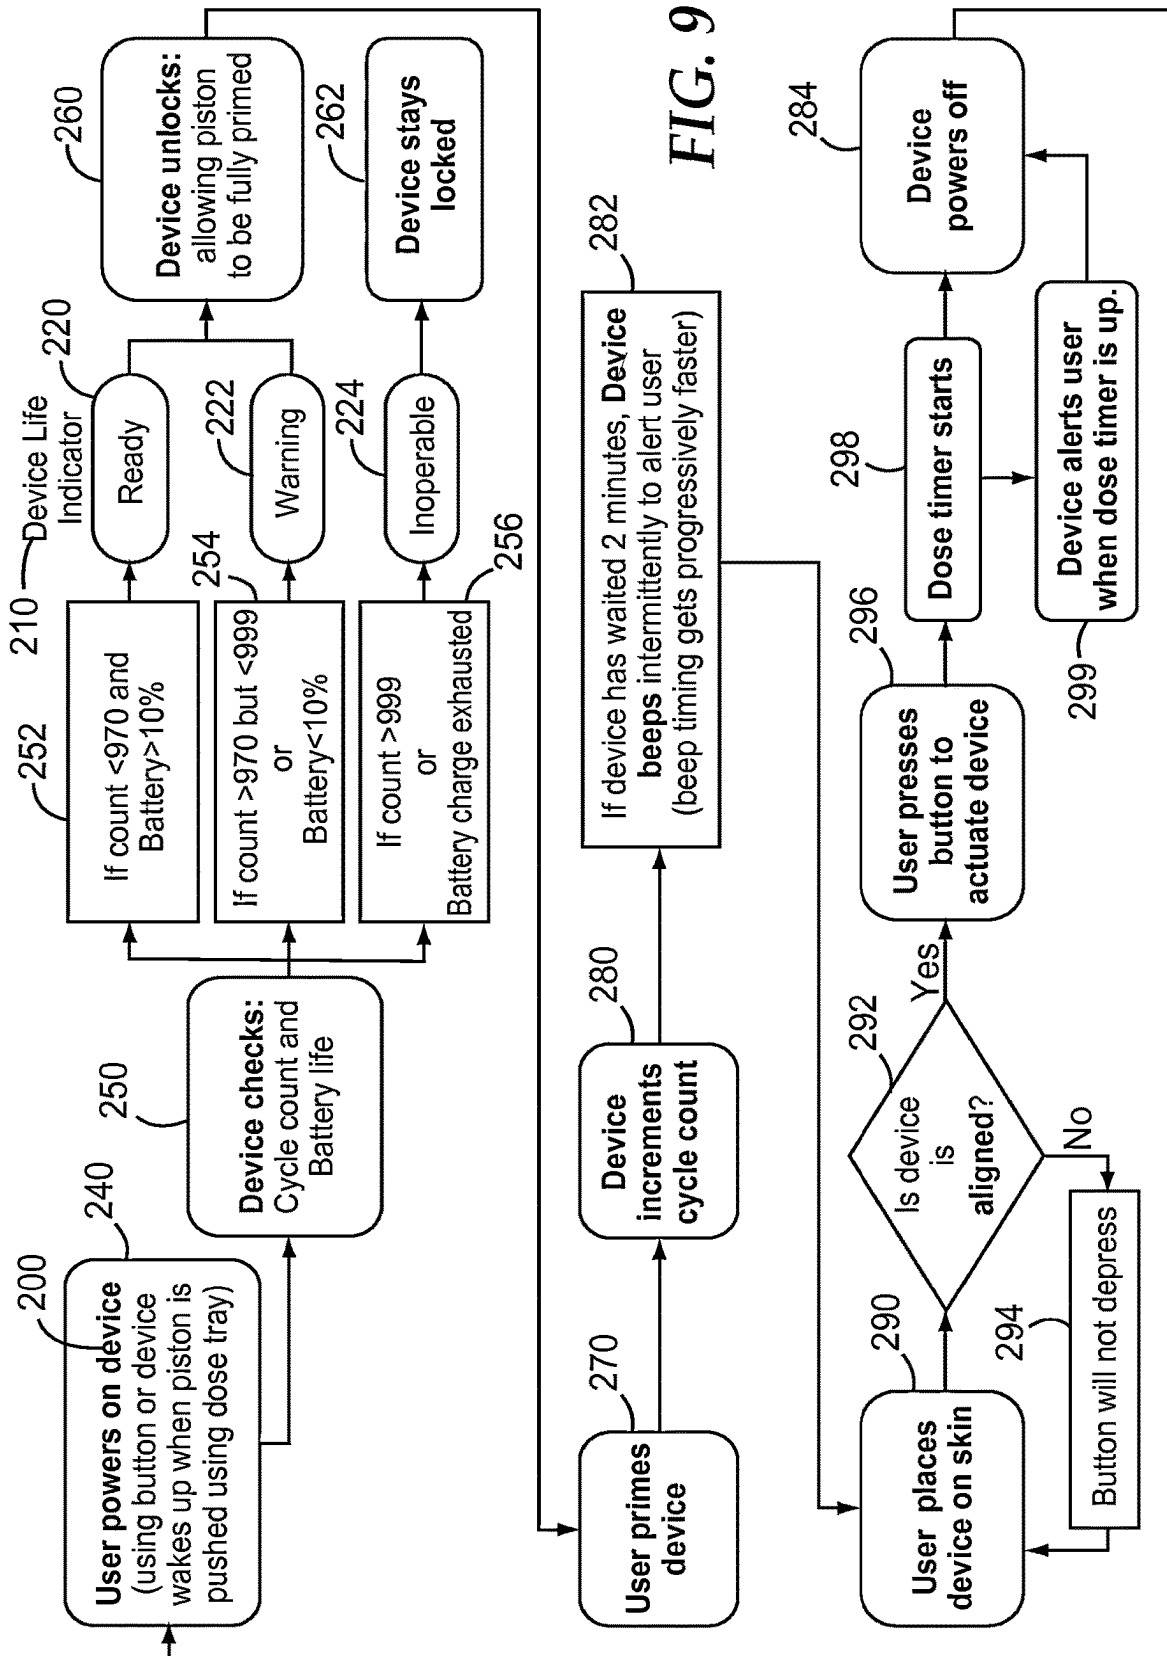 200
User powers on device
(using button or device
wakes up when piston is
pushed using dose tray)
240
250
Device checks:
Cycle count and
Battery life
252
If count <970 and
Battery>10%
254
If count >970 but <999
or
Battery<10%
256
If count >999
or
Battery charge exhausted
210
Device Life
Indicator
220
Ready
222
Warning
224
Inoperable
260
Device unlocks:
allowing piston
to be fully primed
262
Device stays
locked
270
User primes
device
280
Device
increments
cycle count
282
If device has waited 2 minutes, Device
beeps intermittently to alert user
(beep timing gets progressively faster)
FIG. 9
290
User places
device on skin
292
Is device
is
aligned?
Yes
No
294
Button will not depress
296
User presses
button to
actuate device
298
Dose timer starts
299
Device alerts user
when dose timer is up.
284
Device
powers off